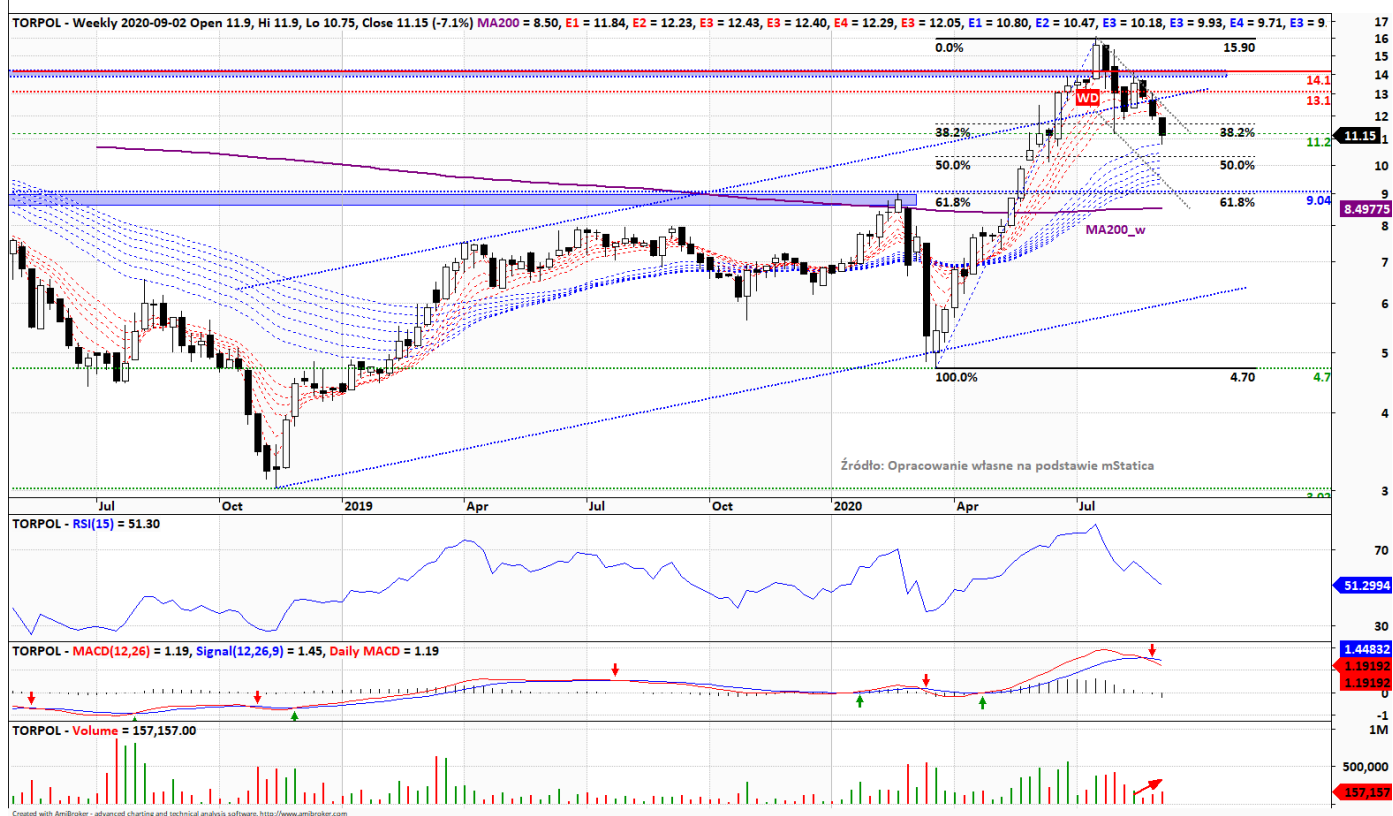 TORPOL - Weekly 2020-09-02 Open 11.9, Hi 11.9, Lo 10.75, Close 11.15 (-7.1%) MA200 = 8.50, E1 = 11.84, E2 = 12.23, E3 = 12.43, E3 = 12.40, E4 = 12.29, E3 = 12.05, E1 = 10.80, E2 = 10.47, E3 = 10.18, E3 = 9.93, E4 = 9.71, E3 = 9.
17
0.0% 15.90 16
15
14
14.1
WD 13.1 13
12
38.2% 38.2% 11.15
11.2 11
50.0% 50.0% 10
9
61.8% 61.8% 9.04
8.49775
MA200_w
8
7
6
5
100.0% 4.70 4.7
4
Źródło: Opracowanie własne na podstawie mStatica
3.02 3
Jul Oct 2019 Apr Jul Oct 2020 Apr Jul
TORPOL - RSI(15) = 51.30
70
51.2994
30
TORPOL - MACD(12,26) = 1.19, Signal(12,26,9) = 1.45, Daily MACD = 1.19
1.44832
1.19192
1.19192
0
-1
TORPOL - Volume = 157,157.00
1M
500,000
157,157
Created with AmiBroker - advanced charting and technical analysis software. http://www.amibroker.com